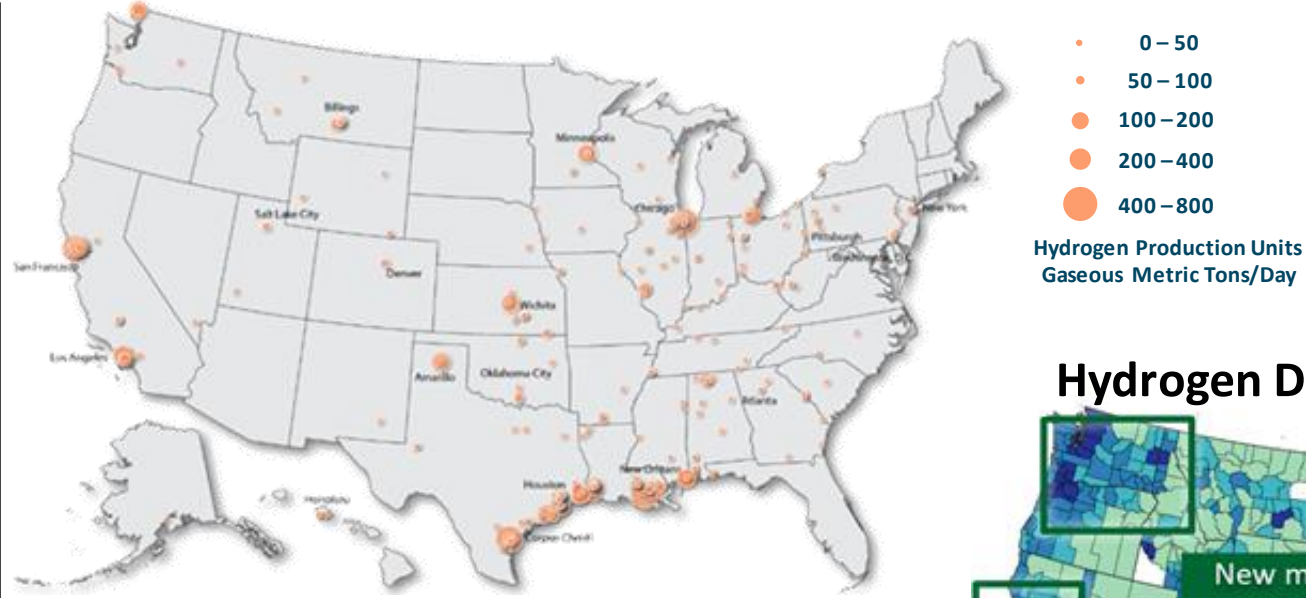 Billings
Minneapolis
Salt Lake City
Chicago
New York
Pittsburgh
Washington, D
San Francisco
Denver
Wichita
Los Angeles
Amarillo
Oklahoma City
Atlanta
New Orleans
Houston
Corpus Christi
Honolulu
0 – 50
50 – 100
100 – 200
200 – 400
400 – 800
Hydrogen Production Units
Gaseous Metric Tons/Day
Hydrogen D
New m